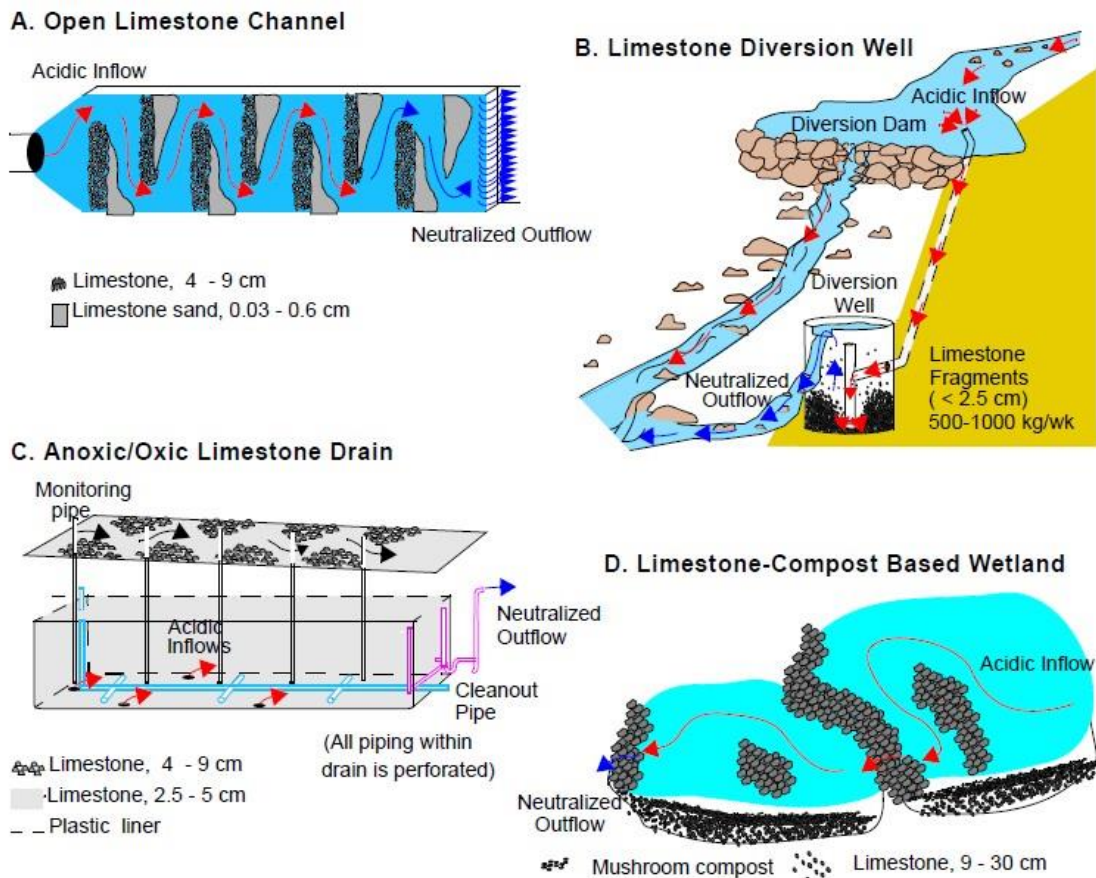 A. Open Limestone Channel
Acidic Inflow
Neutralized Outflow
Limestone, 4 - 9 cm
Limestone sand, 0.03 - 0.6 cm
B. Limestone Diversion Well
Acidic Inflow
Diversion Dam
Diversion
Well
Neutralized
Outflow
Limestone
Fragments
( < 2.5 cm)
500-1000 kg/wk
C. Anoxic/Oxic Limestone Drain
Monitoring
pipe
Acidic
Inflows
Neutralized
Outflow
Cleanout
Pipe
(All piping within
drain is perforated)
Limestone, 4 - 9 cm
Limestone, 2.5 - 5 cm
Plastic liner
D. Limestone-Compost Based Wetland
Acidic Inflow
Neutralized
Outflow
Mushroom compost
Limestone, 9 - 30 cm